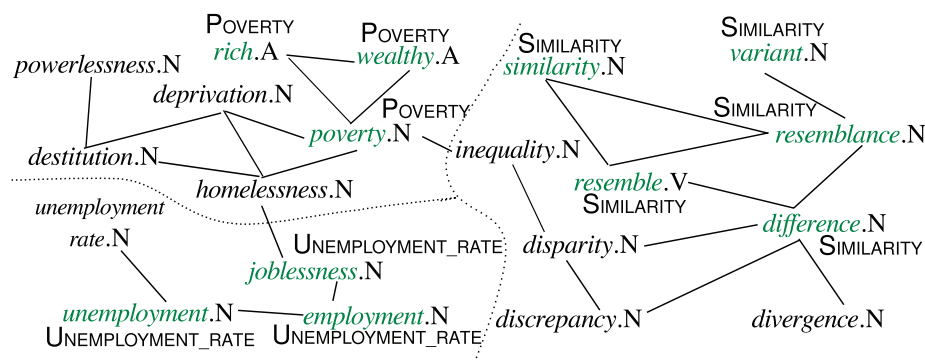 POVERTY
rich.A
POVERTY
wealthy.A
SIMILARITY
similarity.N
SIMILARITY
variant.N
powerlessness.N
deprivation.N
POVERTY
poverty.N
SIMILARITY
resemblance.N
destitution.N
inequality.N
homelessness.N
resemble.V
SIMILARITY
unemployment
rate.N
difference.N
SIMILARITY
UNEMPLOYMENT_RATE
joblessness.N
disparity.N
unemployment.N
UNEMPLOYMENT_RATE
employment.N
UNEMPLOYMENT_RATE
discrepancy.N
divergence.N